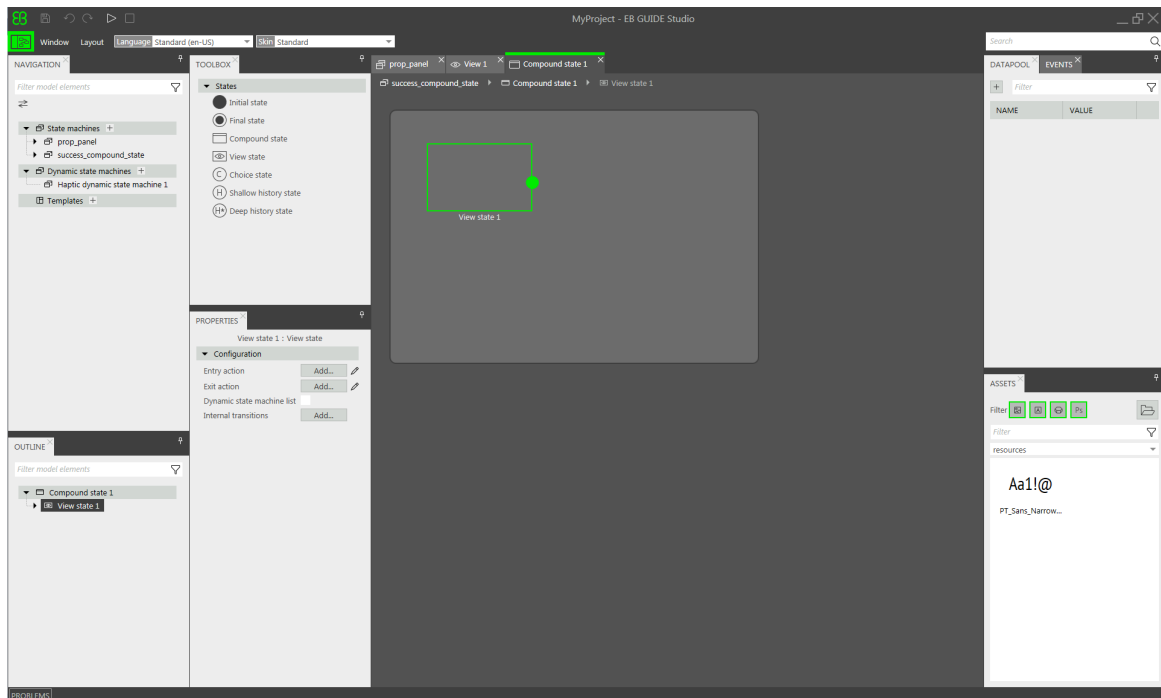 EB
MyProject - EB GUIDE Studio
Window Layout Language Standard (en-US) Skin Standard
Search
NAVIGATION
Filter model elements
State machines +
prop_panel
success_compound_state
Dynamic state machines +
Haptic dynamic state machine 1
Templates +
OUTLINE
Filter model elements
Compound state 1
View state 1
TOOLBOX
States
Initial state
Final state
Compound state
View state
C Choice state
H Shallow history state
H* Deep history state
PROPERTIES
View state 1 : View state
Configuration
Entry action Add...
Exit action Add...
Dynamic state machine list
Internal transitions Add...
prop_panel View 1 Compound state 1
success_compound_state Compound state 1 View state 1
View state 1
DATAPOOL EVENTS
+ Filter
NAME VALUE
ASSETS
Filter A Ps
Filter
resources
Aa1!@
PT_Sans_Narrow...
PROBLEMS